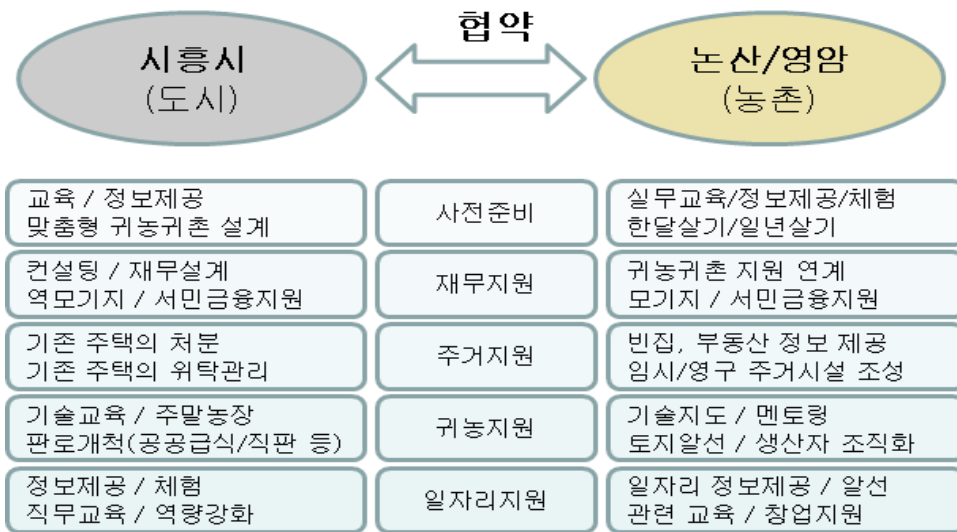 협약
시흥시
(도시)
논산/영암
(농촌)
교육 / 정보제공
맞춤형 귀농귀촌 설계
사전준비
실무교육/정보제공/체험
한달살기/일년살기
컨설팅 / 재무설계
역모기지 / 서민금융지원
재무지원
귀농귀촌 지원 연계
모기지 / 서민금융지원
기존 주택의 처분
기존 주택의 위탁관리
주거지원
빈집, 부동산 정보 제공
임시/영구 주거시설 조성
기술교육 / 주말농장
판로개척(공공급식/직판 등)
귀농지원
기술지도 / 멘토링
토지알선 / 생산자 조직화
정보제공 / 체험
직무교육 / 역량강화
일자리지원
일자리 정보제공 / 알선
관련 교육 / 창업지원